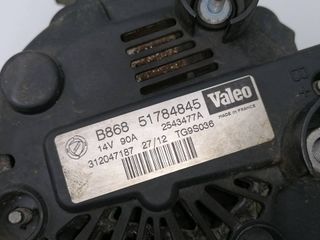 B868 51784845
14V 90A 2543477A
312047187 27/12 TG9S036
Valeo
MADE IN FRANCE
B+